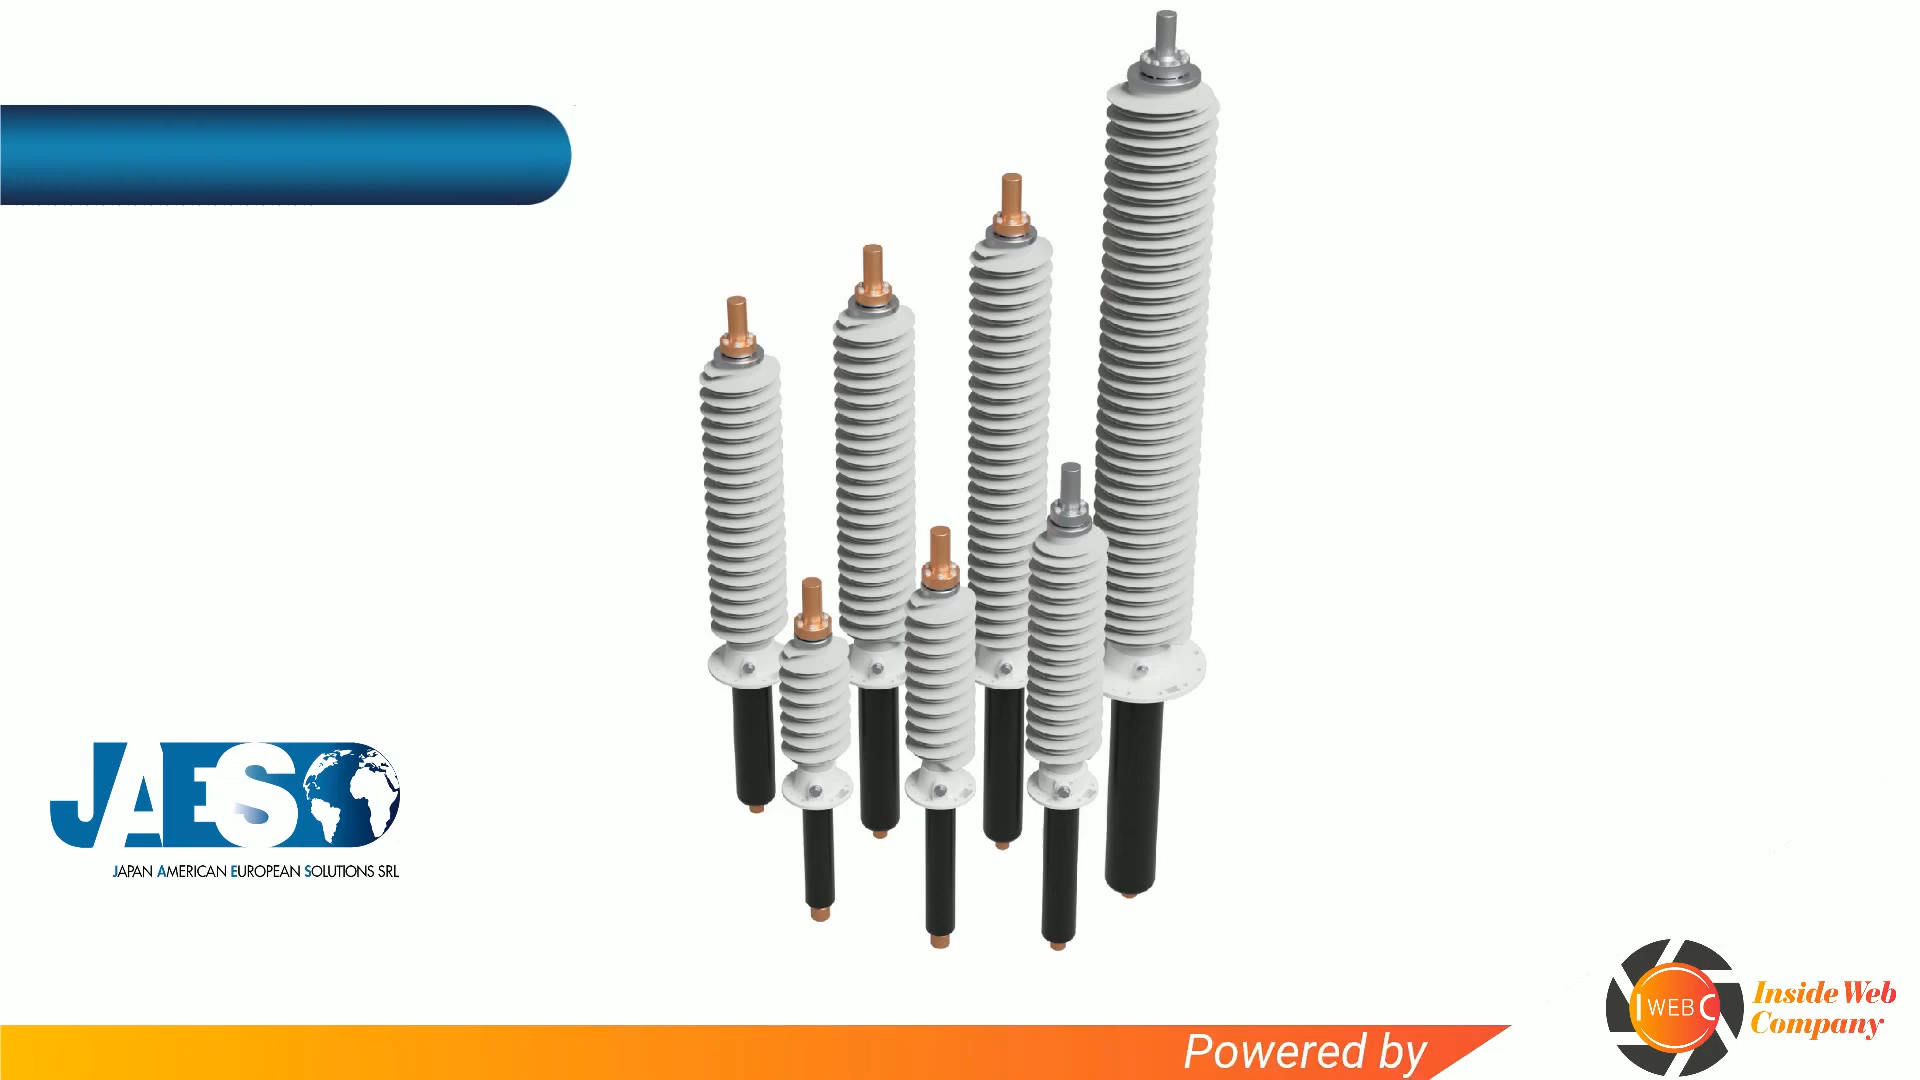 JAES
JAPAN AMERICAN EUROPEAN SOLUTIONS SRL
I WEB C
Inside Web
Company
Powered by